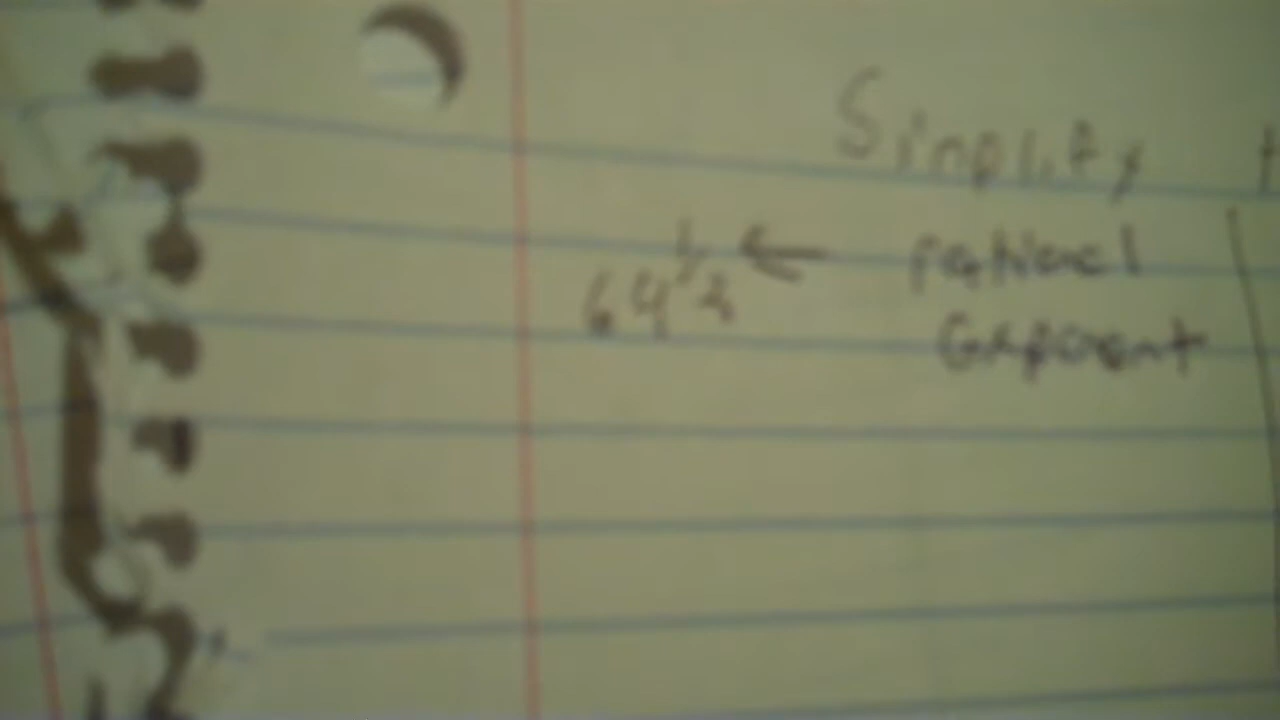 Simplify
64^1/2 ← rational
Exponent